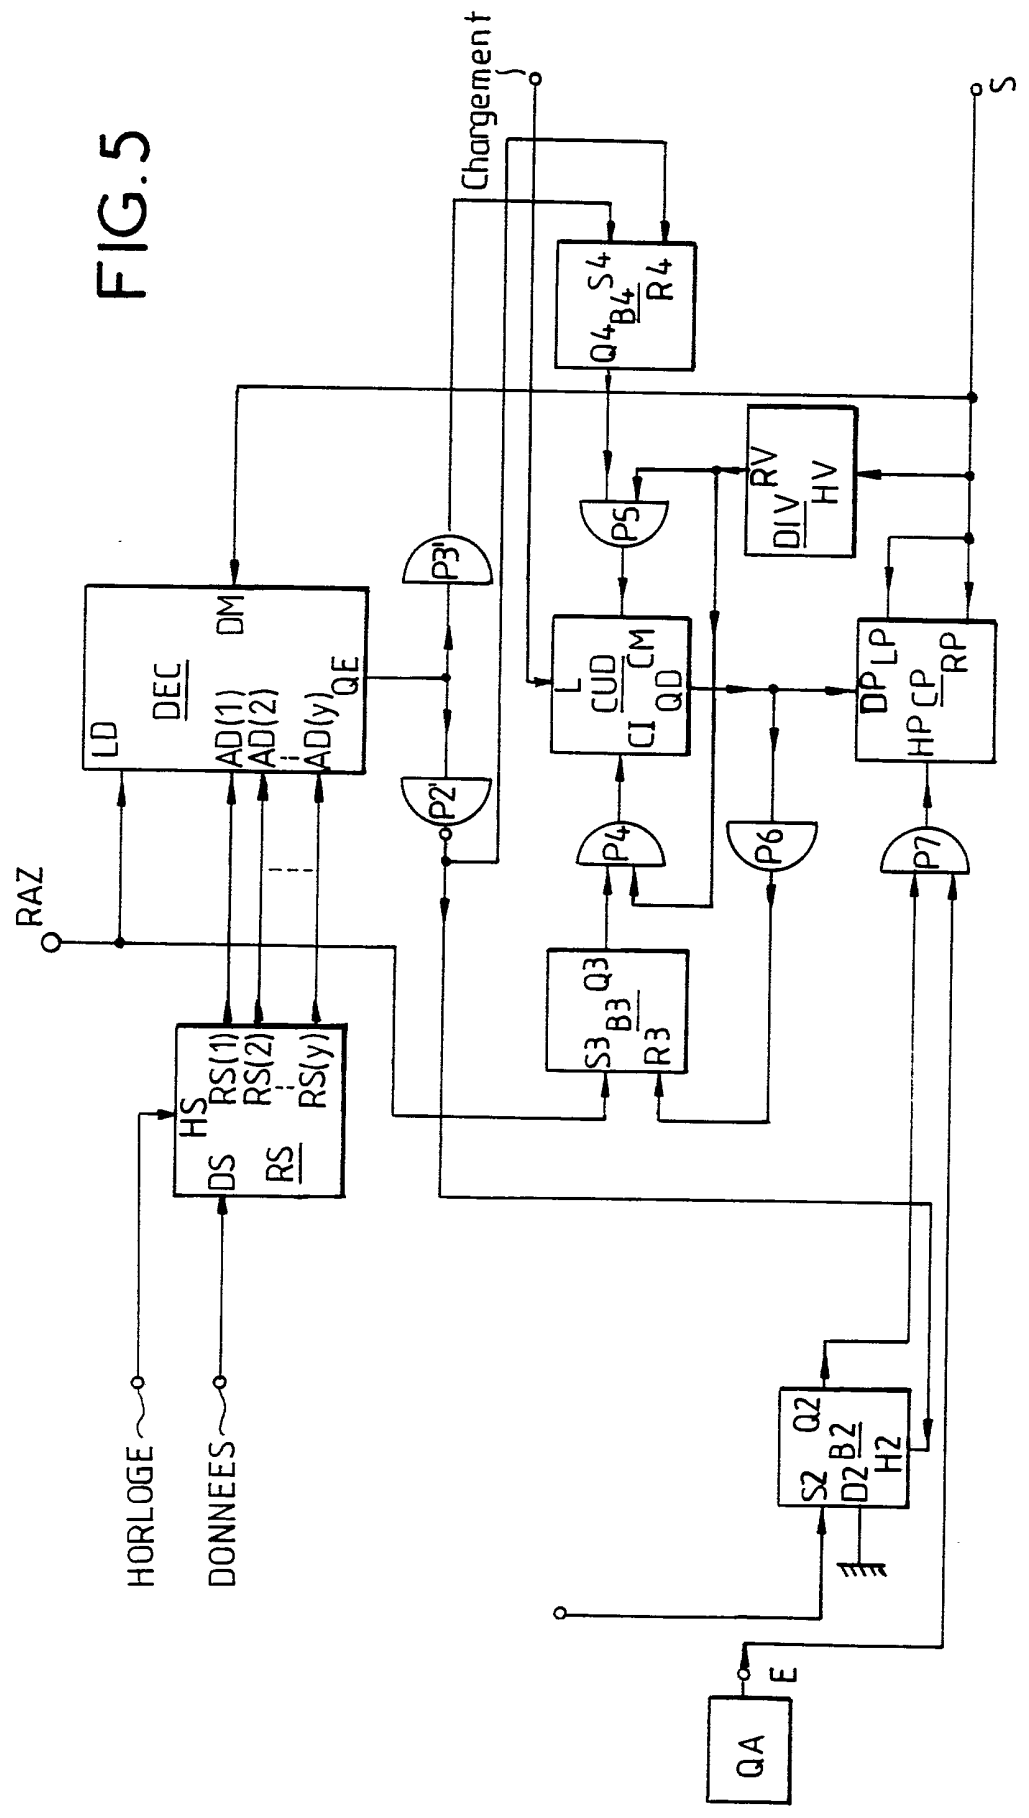 FIG. 5
RAZ
Chargement
HORLOGE
DONNEES
HS
DS
RS(1)
RS(2)
RS(y)
RS
LD
DEC
AD(1)
AD(2)
AD(y)
DM
QE
P2'
P3'
S3
Q3
B3
R3
P4
L
CUD
CI
CM
QD
P5
Q4
S4
B4
R4
P6
RV
DIV
HV
DP
LP
HP
CP
RP
P7
S2
Q2
D2
B2
H2
QA
E
S